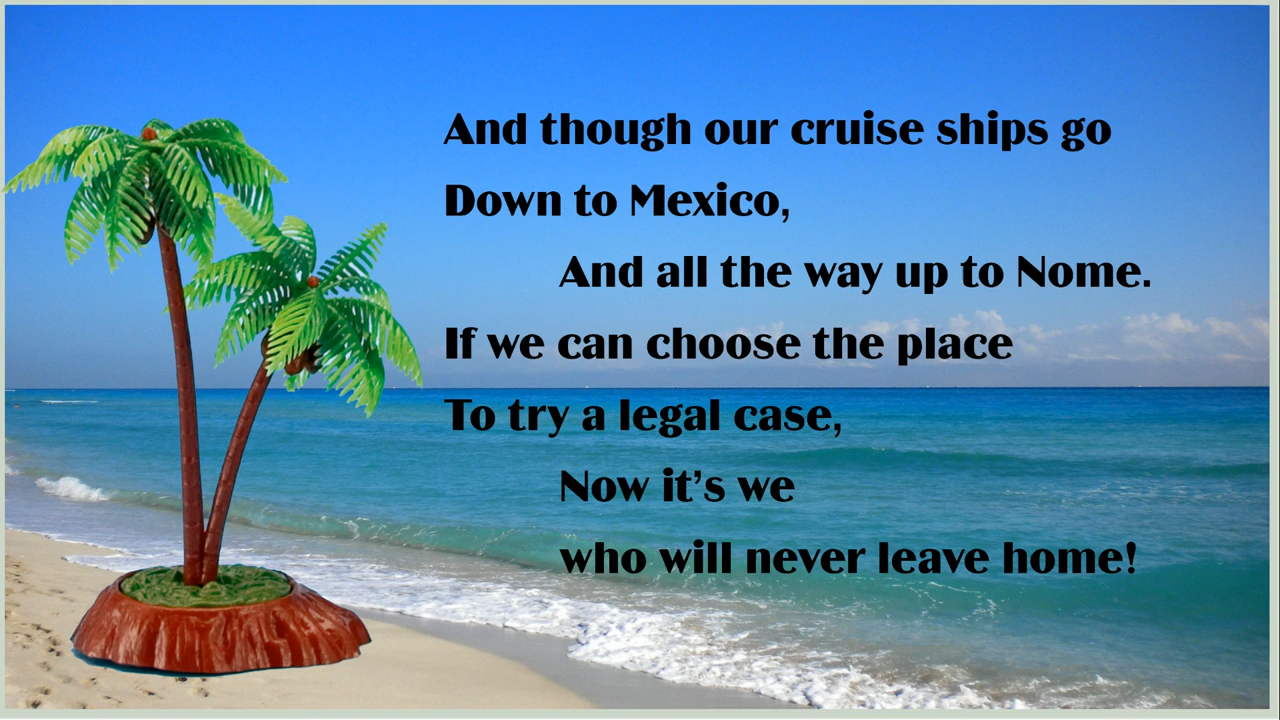 And though our cruise ships go
Down to Mexico,
And all the way up to Nome.
If we can choose the place
To try a legal case,
Now it’s we
who will never leave home!